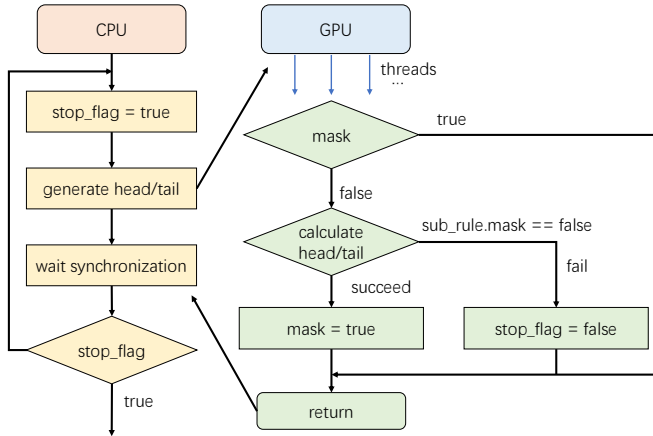 CPU
GPU
threads
...
stop_flag = true
mask
true
generate head/tail
false
calculate
head/tail
sub_rule.mask == false
wait synchronization
fail
succeed
mask = true
stop_flag = false
stop_flag
true
return